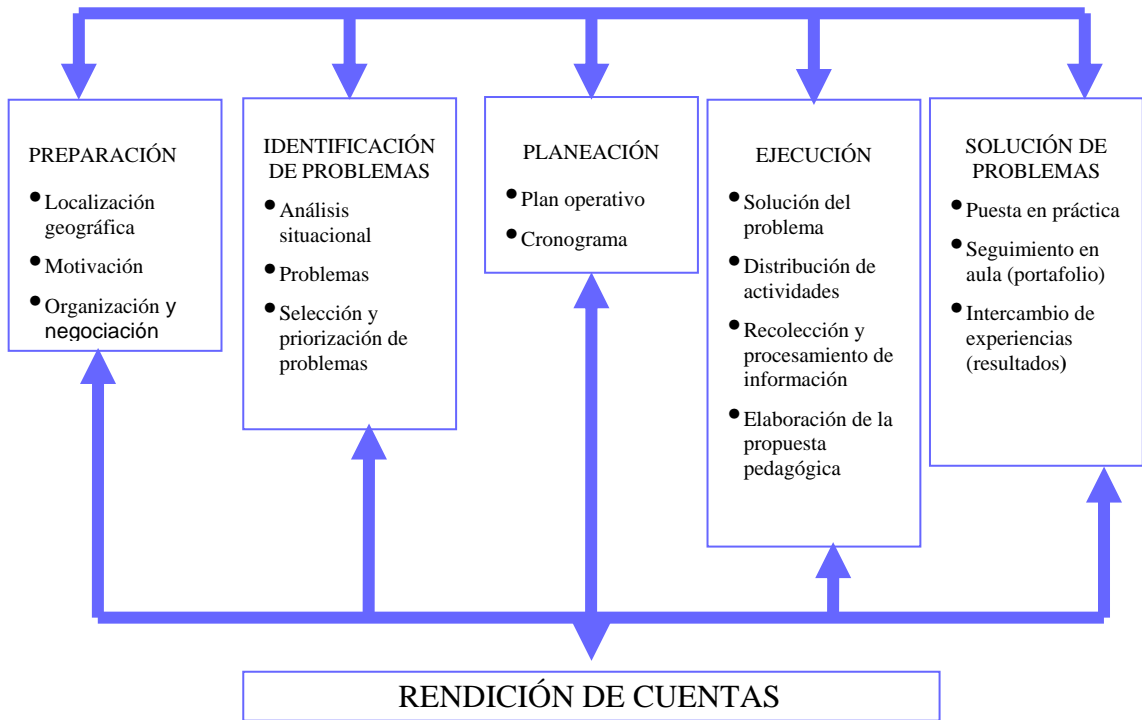 PREPARACIÓN
• Localización
geográfica
• Motivación
• Organización y
negociación
IDENTIFICACIÓN
DE PROBLEMAS
• Análisis
situacional
• Problemas
• Selección y
priorización de
problemas
PLANEACIÓN
• Plan operativo
• Cronograma
EJECUCIÓN
• Solución del
problema
• Distribución de
actividades
• Recolección y
procesamiento de
información
• Elaboración de la
propuesta
pedagógica
SOLUCIÓN DE
PROBLEMAS
• Puesta en práctica
• Seguimiento en
aula (portafolio)
• Intercambio de
experiencias
(resultados)
RENDICIÓN DE CUENTAS